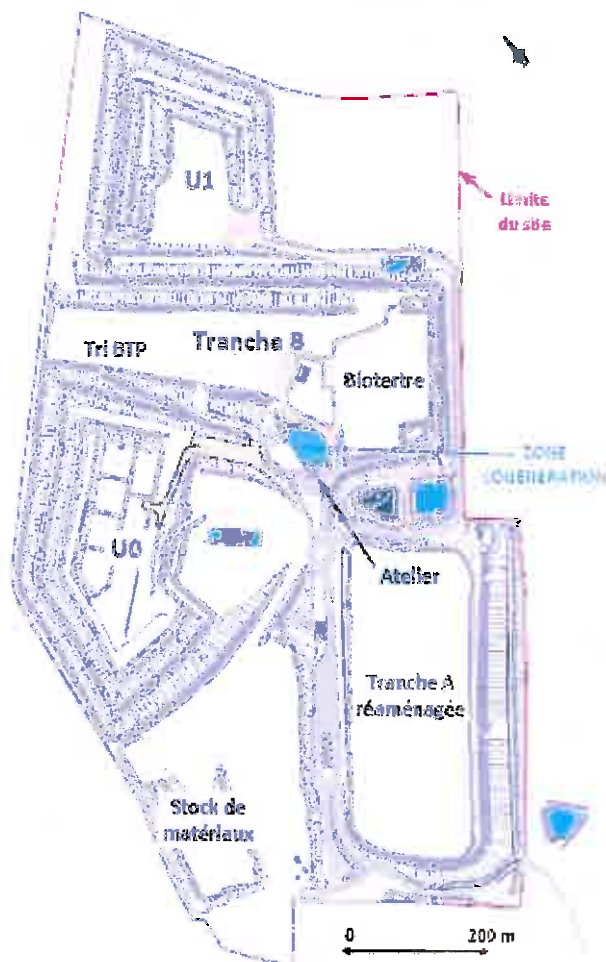 U1
Limite
du site
Tranche B
Tri BTP
Biotertre
ZONE
COGENERATION
U0
Atelier
Tranche A
réaménagée
Stock de
matériaux
0 200 m